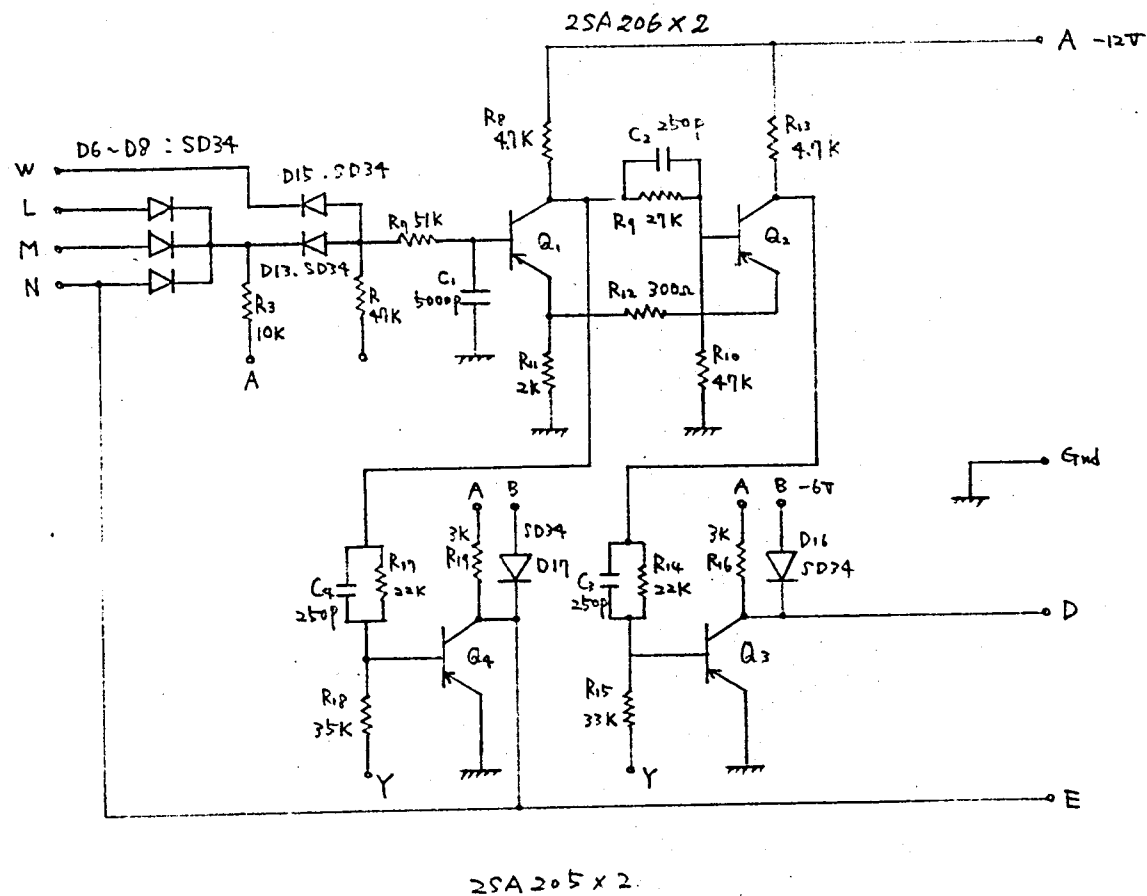 2SA206×2
A -12V
R8
4.7K
C2 250p
R13
4.7K
D6~D8 : SD34
W
D15.SD34
L
M
N
R7 51K
R9 27K
Q1
Q2
D13.SD34
C1
5000p
R12 300Ω
R3
10K
R
47K
A
R11
2K
R10
47K
Gnd
A
B
A
B -6V
3K
R19
SD34
D17
3K
R16
D16
SD34
C4
250p
R17
22K
C3
250p
R14
22K
D
Q4
Q3
R18
35K
R15
33K
Y
Y
E
2SA205×2